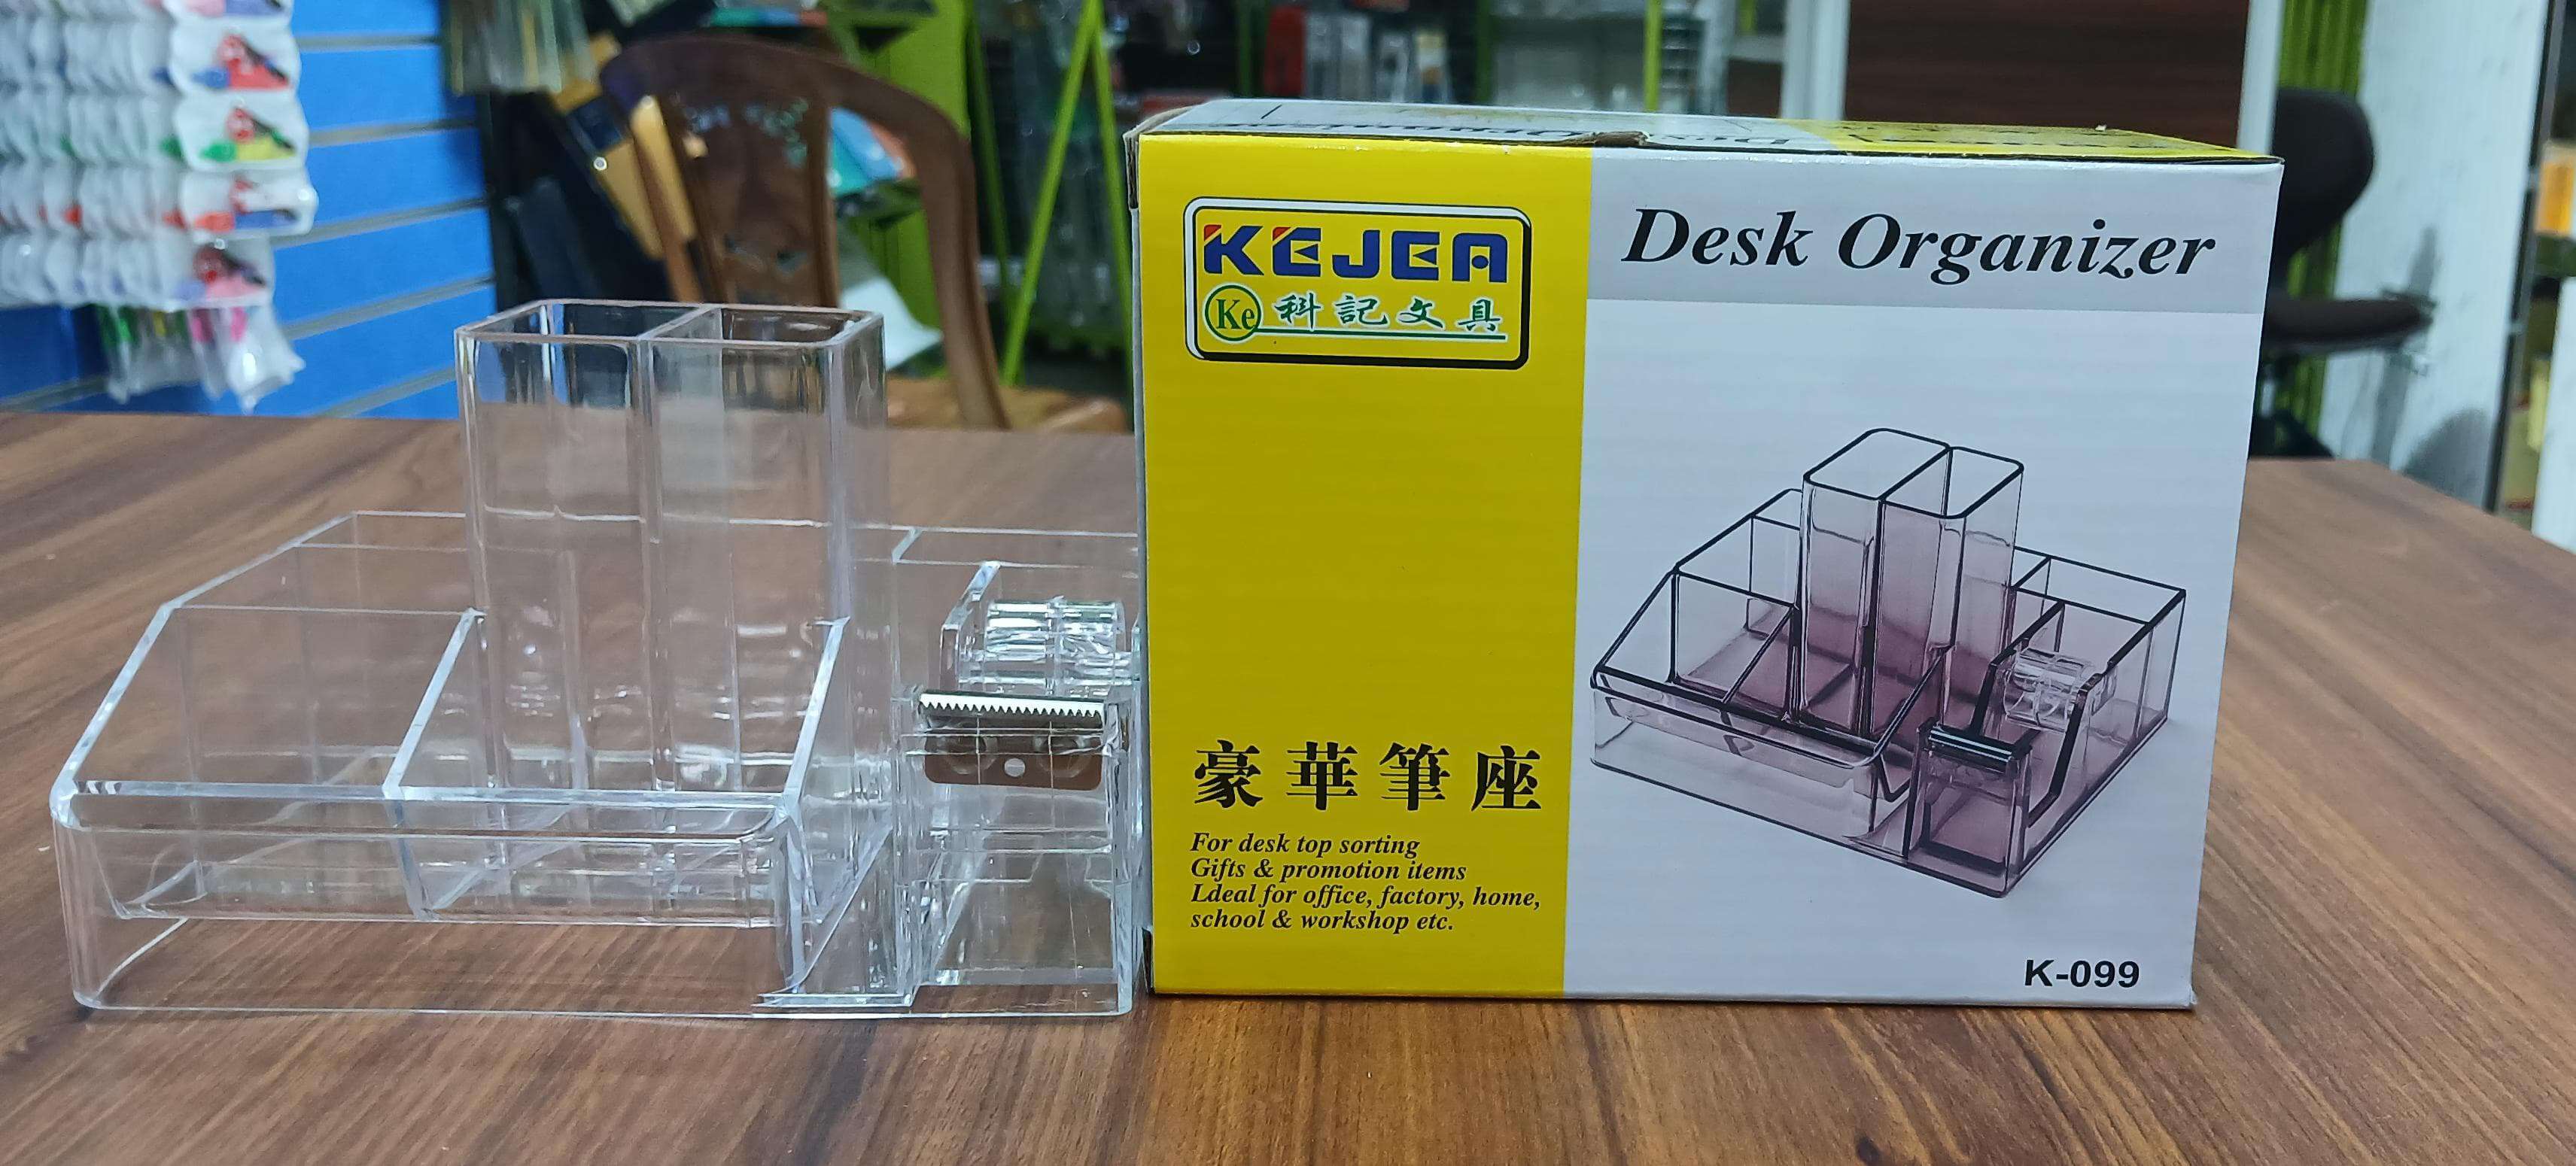 KEJEA
Ke 科記文具
Desk Organizer
豪華筆座
For desk top sorting
Gifts & promotion items
Ldeal for office, factory, home,
school & workshop etc.
K-099